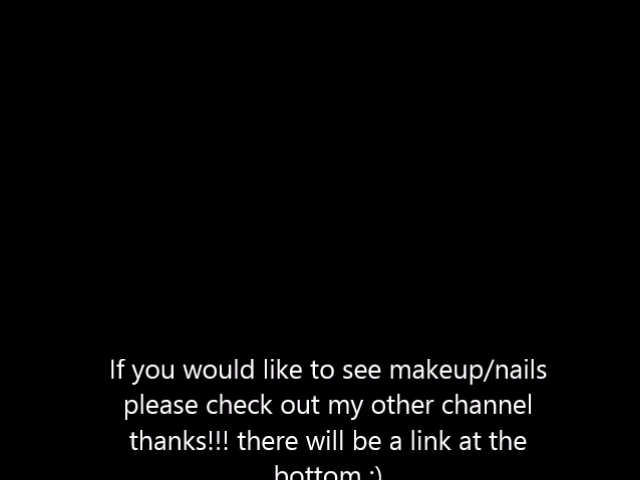 If you would like to see makeup/nails
please check out my other channel
thanks!!! there will be a link at the
bottom :)